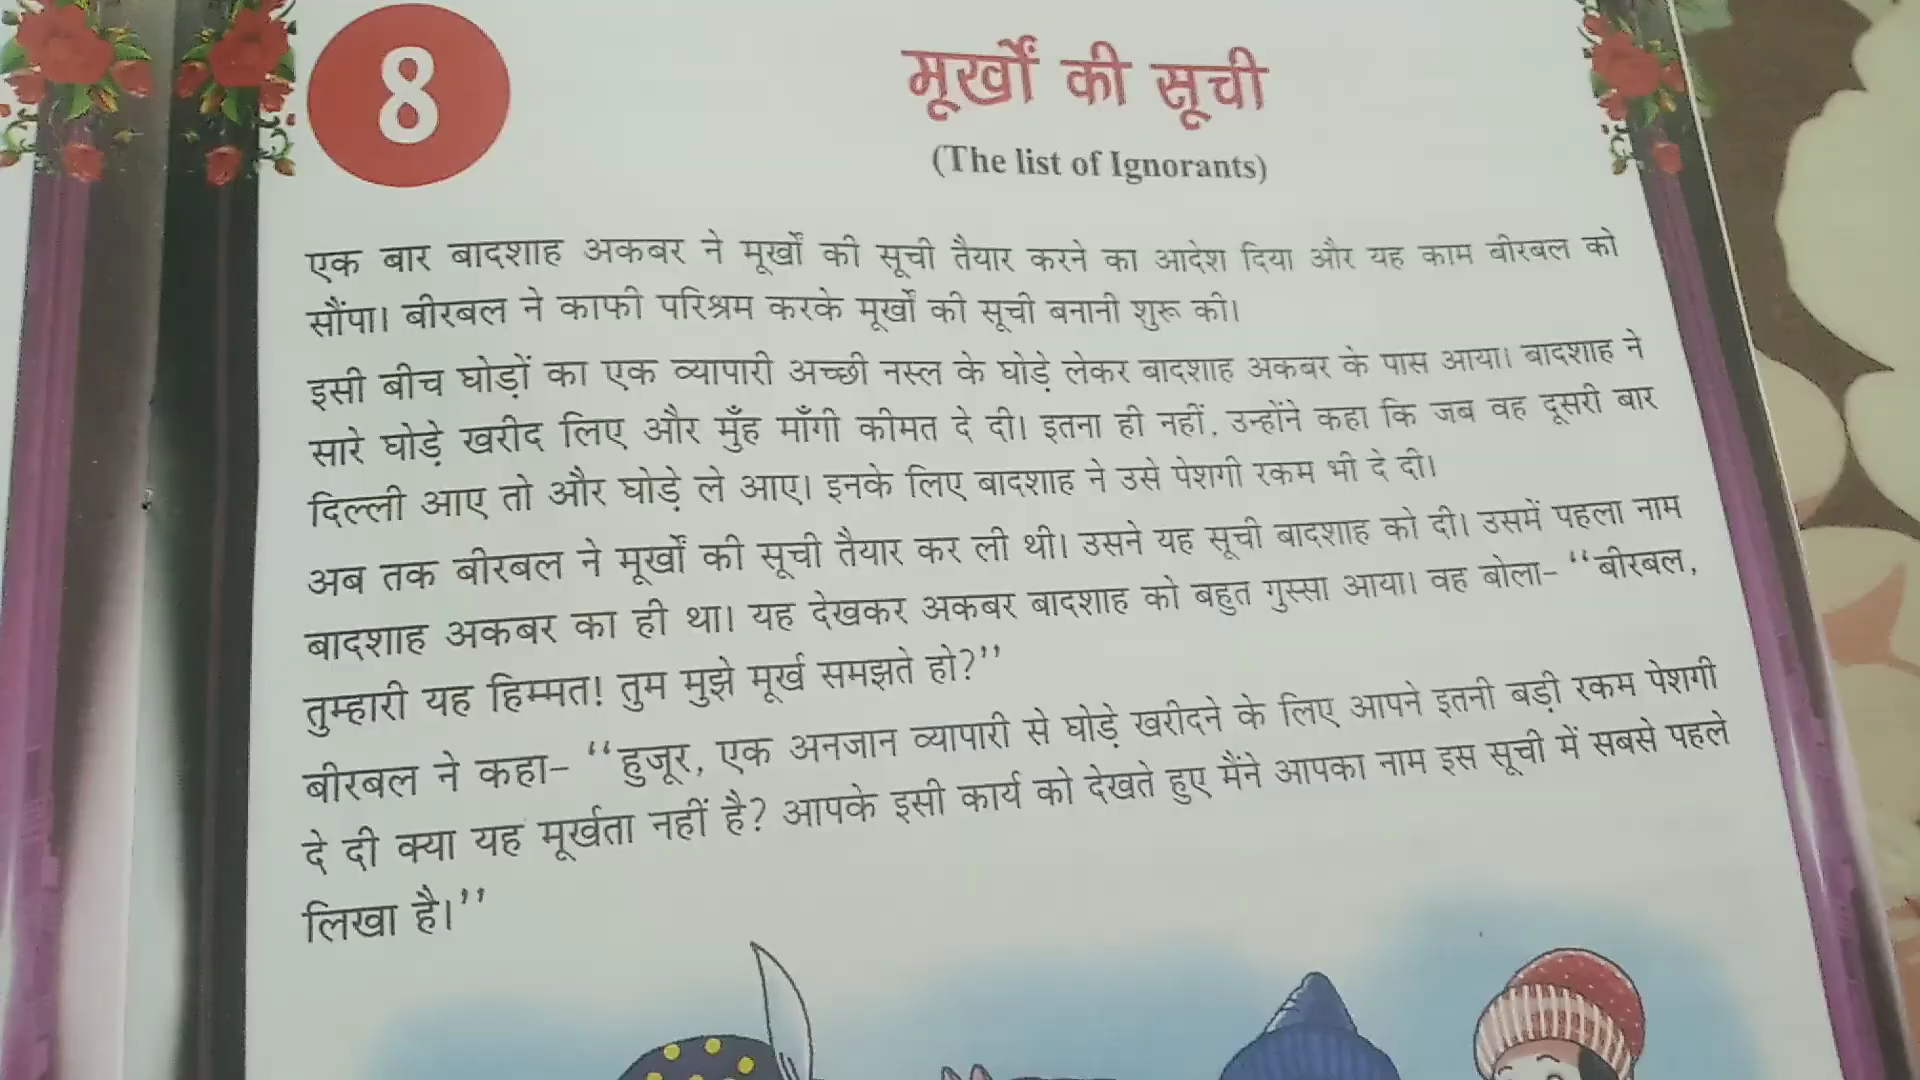 8
मूर्खों की सूची
(The list of Ignorants)
एक बार बादशाह अकबर ने मूर्खों की सूची तैयार करने का आदेश दिया और यह काम बीरबल को
सौंपा। बीरबल ने काफी परिश्रम करके मूर्खों की सूची बनानी शुरू की।
इसी बीच घोड़ों का एक व्यापारी अच्छी नस्ल के घोड़े लेकर बादशाह अकबर के पास आया। बादशाह ने
सारे घोड़े खरीद लिए और मुँह माँगी कीमत दे दी। इतना ही नहीं, उन्होंने कहा कि जब वह दूसरी बार
दिल्ली आए तो और घोड़े ले आए। इनके लिए बादशाह ने उसे पेशगी रकम भी दे दी।
अब तक बीरबल ने मूर्खों की सूची तैयार कर ली थी। उसने यह सूची बादशाह को दी। उसमें पहला नाम
बादशाह अकबर का ही था। यह देखकर अकबर बादशाह को बहुत गुस्सा आया। वह बोला– ‘‘बीरबल,
तुम्हारी यह हिम्मत! तुम मुझे मूर्ख समझते हो?’’
बीरबल ने कहा– ‘‘हुजूर, एक अनजान व्यापारी से घोड़े खरीदने के लिए आपने इतनी बड़ी रकम पेशगी
दे दी क्या यह मूर्खता नहीं है? आपके इसी कार्य को देखते हुए मैंने आपका नाम इस सूची में सबसे पहले
लिखा है।’’